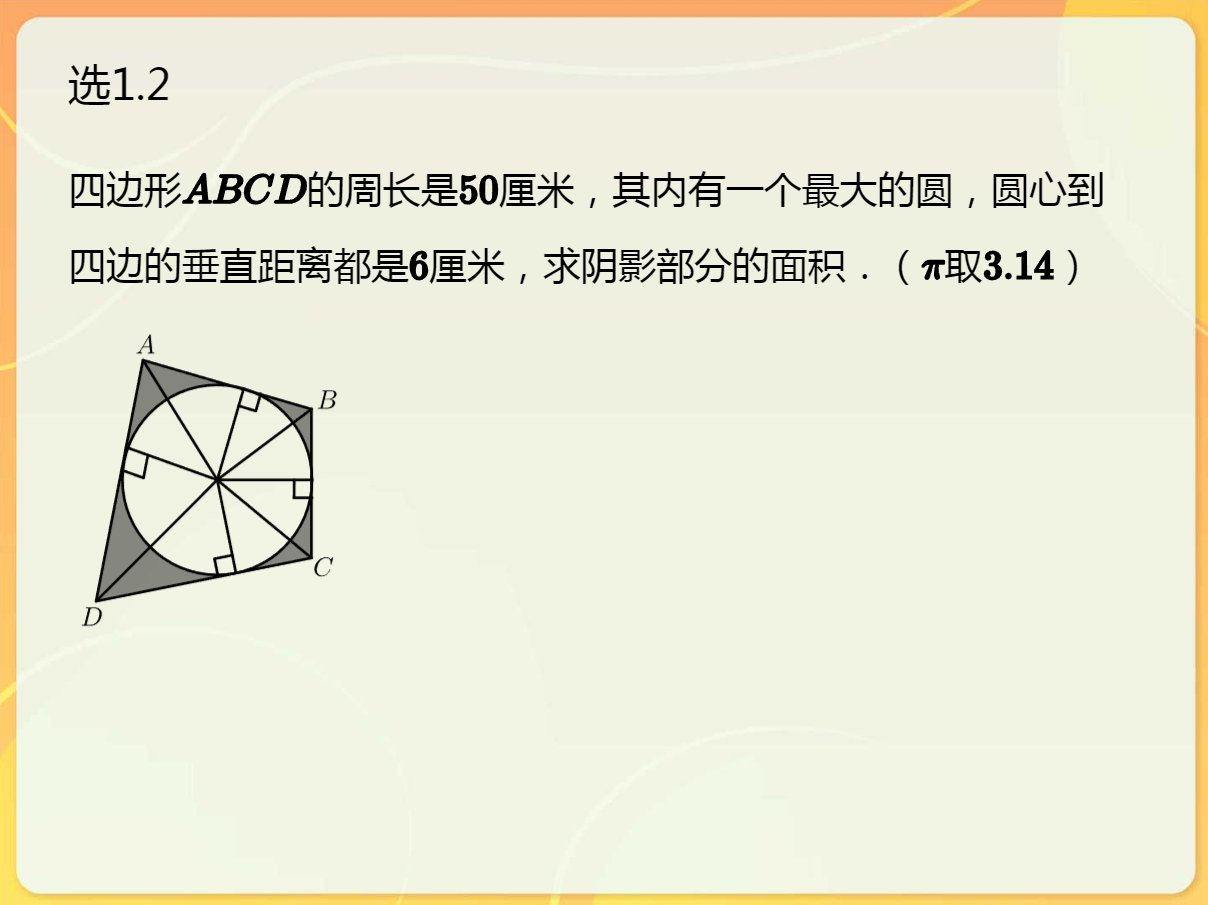 选1.2
四边形ABCD的周长是50厘米，其内有一个最大的圆，圆心到
四边的垂直距离都是6厘米，求阴影部分的面积．（π取3.14）
A
B
C
D